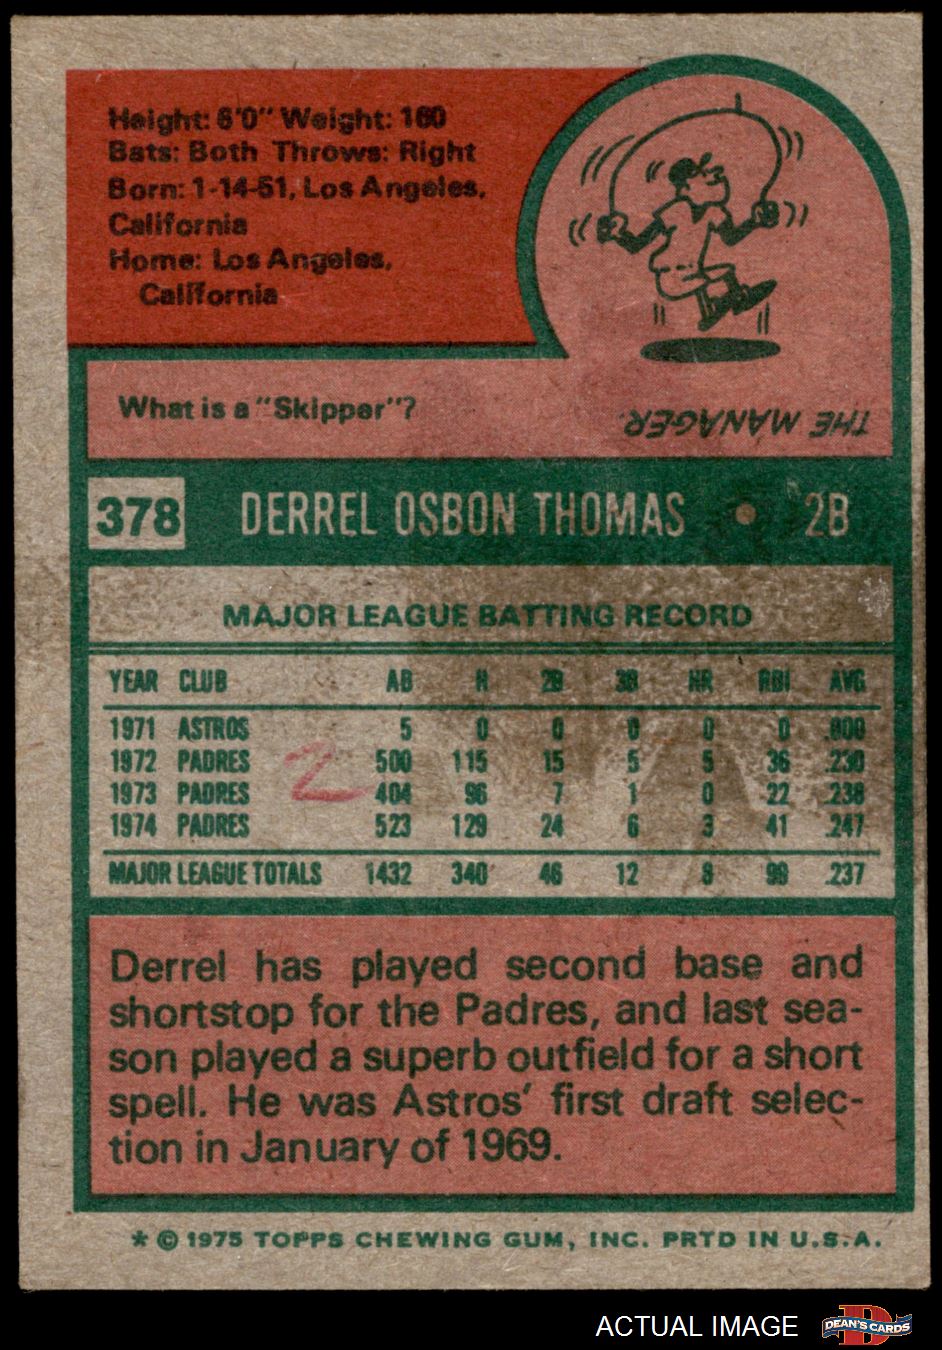 Height: 6'0" Weight: 160
Bats: Both Throws: Right
Born: 1-14-51, Los Angeles,
California
Home: Los Angeles,
California
What is a "Skipper"?
THE MANAGER.
378 DERREL OSBON THOMAS • 2B
MAJOR LEAGUE BATTING RECORD
YEAR CLUB AB H 2B 3B HR RBI AVG
1971 ASTROS 5 0 0 0 0 0 .000
1972 PADRES 500 115 15 5 5 36 .230
1973 PADRES 404 96 7 1 0 22 .238
1974 PADRES 523 129 24 6 3 41 .247
MAJOR LEAGUE TOTALS 1432 340 46 12 8 99 .237
2
Derrel has played second base and
shortstop for the Padres, and last sea-
son played a superb outfield for a short
spell. He was Astros' first draft selec-
tion in January of 1969.
* © 1975 TOPPS CHEWING GUM, INC. PRTD IN U.S.A.
ACTUAL IMAGE
D
DEAN'S CARDS